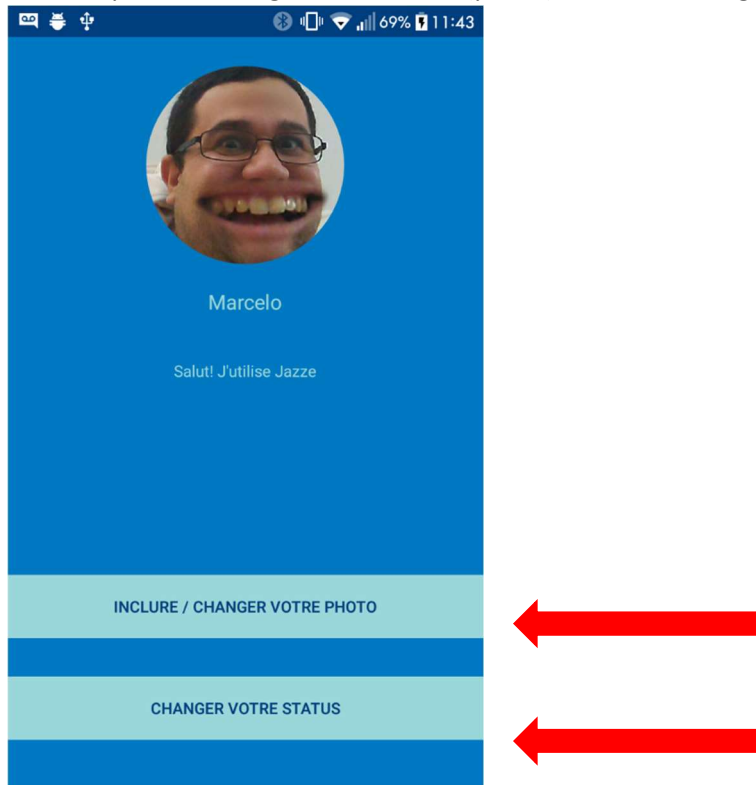 69% 11:43
Marcelo
Salut! J'utilise Jazze
INCLURE / CHANGER VOTRE PHOTO
CHANGER VOTRE STATUS